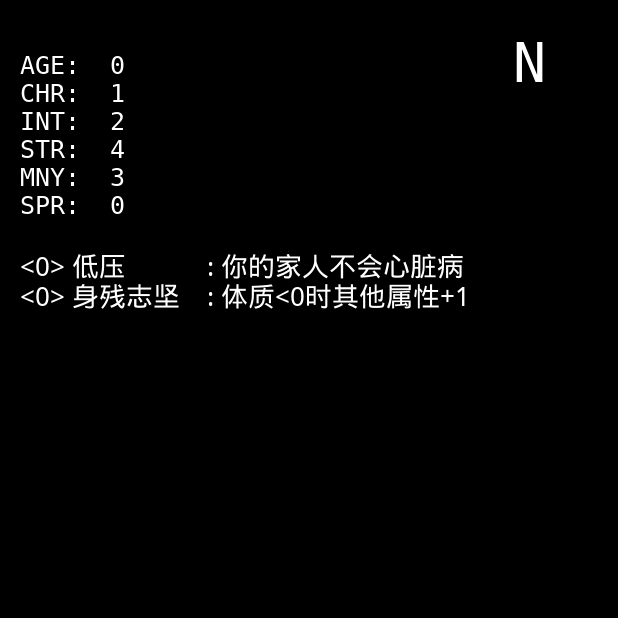 N
AGE: 0
CHR: 1
INT: 2
STR: 4
MNY: 3
SPR: 0
<0> 低压 : 你的家人不会心脏病
<0> 身残志坚 : 体质<0时其他属性+1